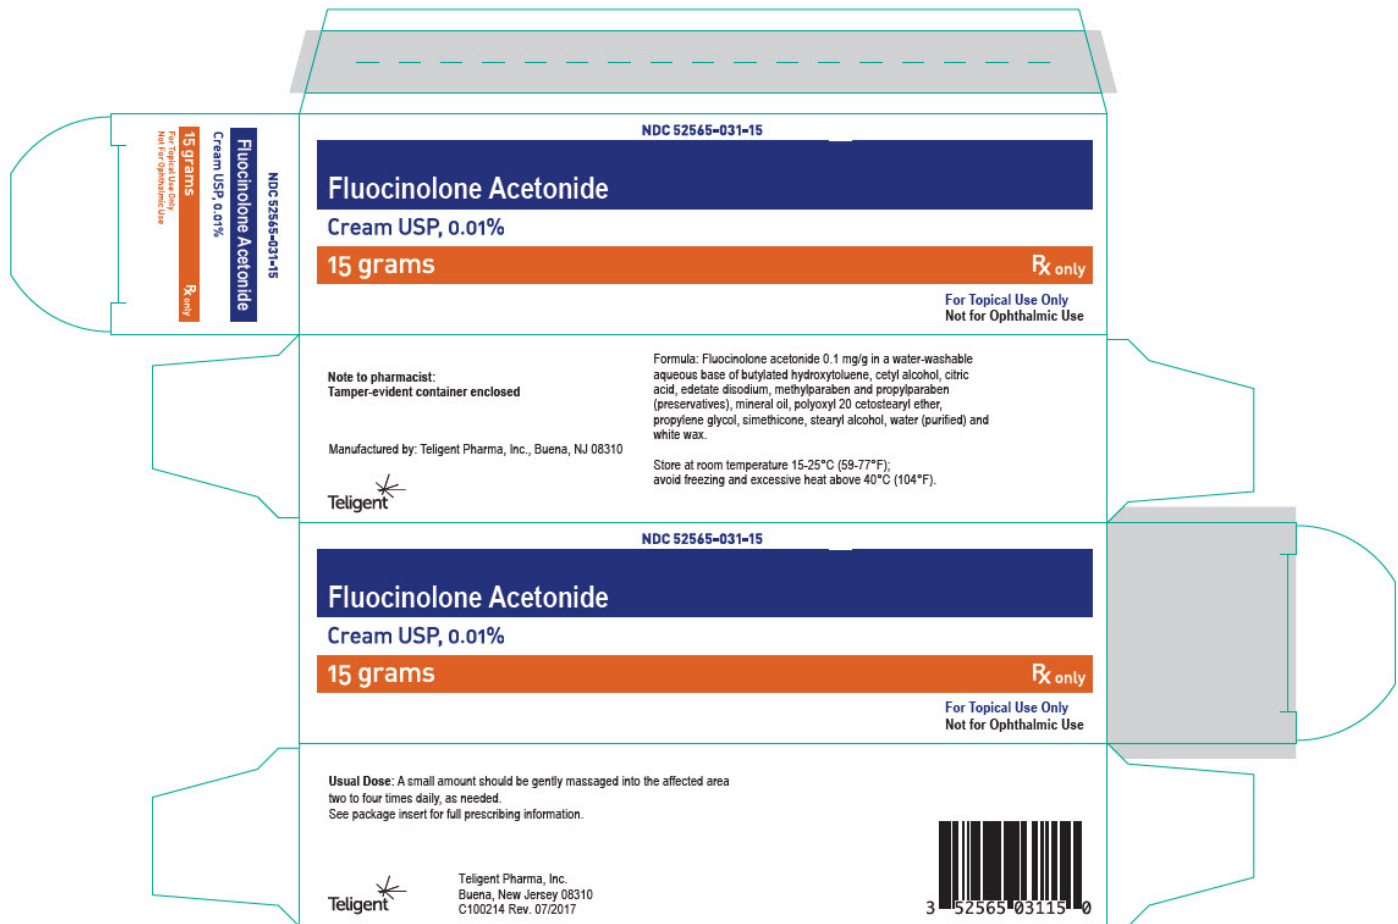 NDC 52565-031-15
Fluocinolone Acetonide
Cream USP, 0.01%
15 grams
Rx only
For Topical Use Only
Not For Ophthalmic Use
NDC 52565-031-15
Fluocinolone Acetonide
Cream USP, 0.01%
15 grams
Rx only
For Topical Use Only
Not for Ophthalmic Use
Note to pharmacist:
Tamper-evident container enclosed
Manufactured by: Teligent Pharma, Inc., Buena, NJ 08310
Teligent
Formula: Fluocinolone acetonide 0.1 mg/g in a water-washable
aqueous base of butylated hydroxytoluene, cetyl alcohol, citric
acid, edetate disodium, methylparaben and propylparaben
(preservatives), mineral oil, polyoxyl 20 cetostearyl ether,
propylene glycol, simethicone, stearyl alcohol, water (purified) and
white wax.
Store at room temperature 15-25°C (59-77°F);
avoid freezing and excessive heat above 40°C (104°F).
NDC 52565-031-15
Fluocinolone Acetonide
Cream USP, 0.01%
15 grams
Rx only
For Topical Use Only
Not for Ophthalmic Use
Usual Dose: A small amount should be gently massaged into the affected area
two to four times daily, as needed.
See package insert for full prescribing information.
Teligent
Teligent Pharma, Inc.
Buena, New Jersey 08310
C100214 Rev. 07/2017
3 52565 03115 0